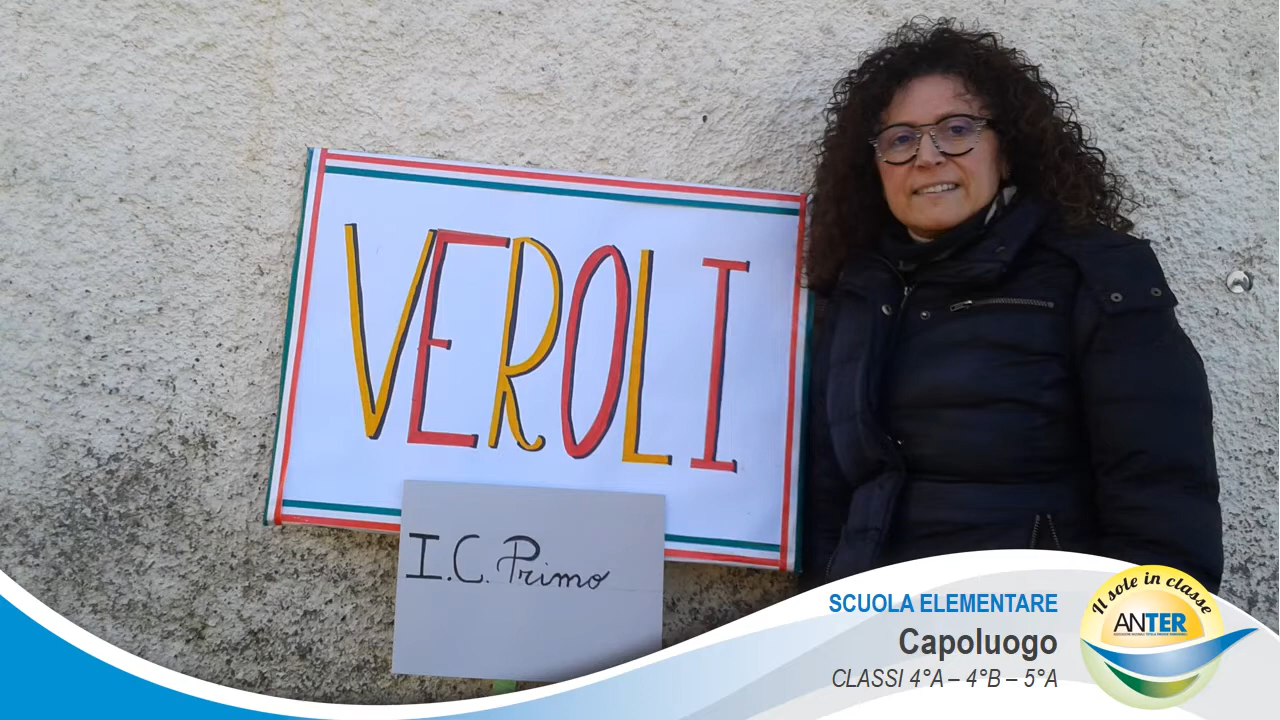 VEROLI
I.C. Primo
SCUOLA ELEMENTARE
Capoluogo
CLASSI 4°A – 4°B – 5°A
Il sole in classe
ANTER